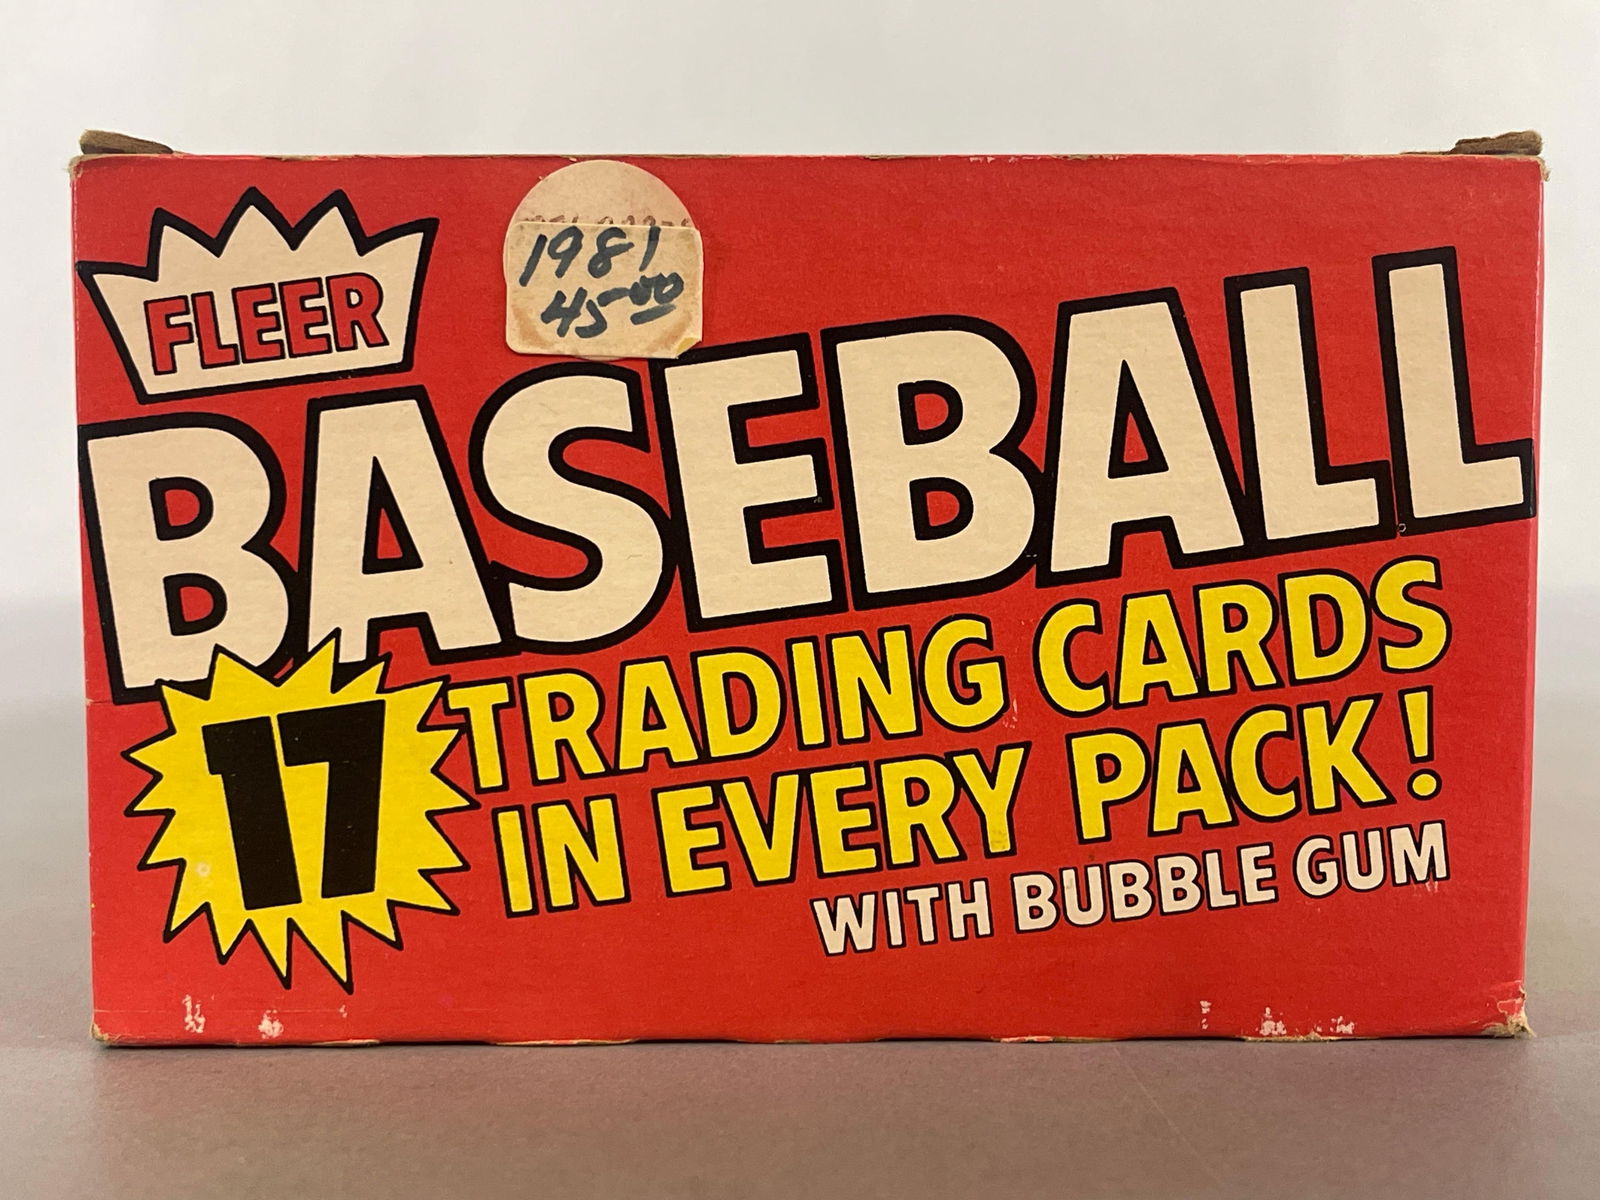 FLEER
1981
45.00
BASEBALL
17
TRADING CARDS
IN EVERY PACK!
WITH BUBBLE GUM